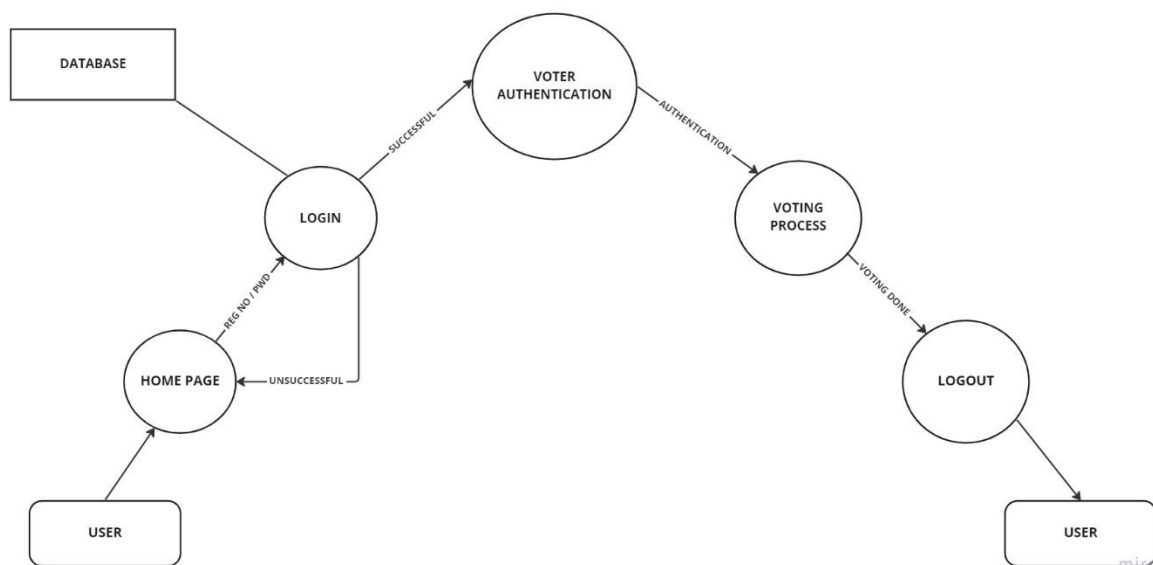 DATABASE
VOTER
AUTHENTICATION
SUCCESSFUL
AUTHENTICATION
LOGIN
VOTING
PROCESS
REG NO / PWD
VOTING DONE
HOME PAGE
UNSUCCESSFUL
LOGOUT
USER
USER